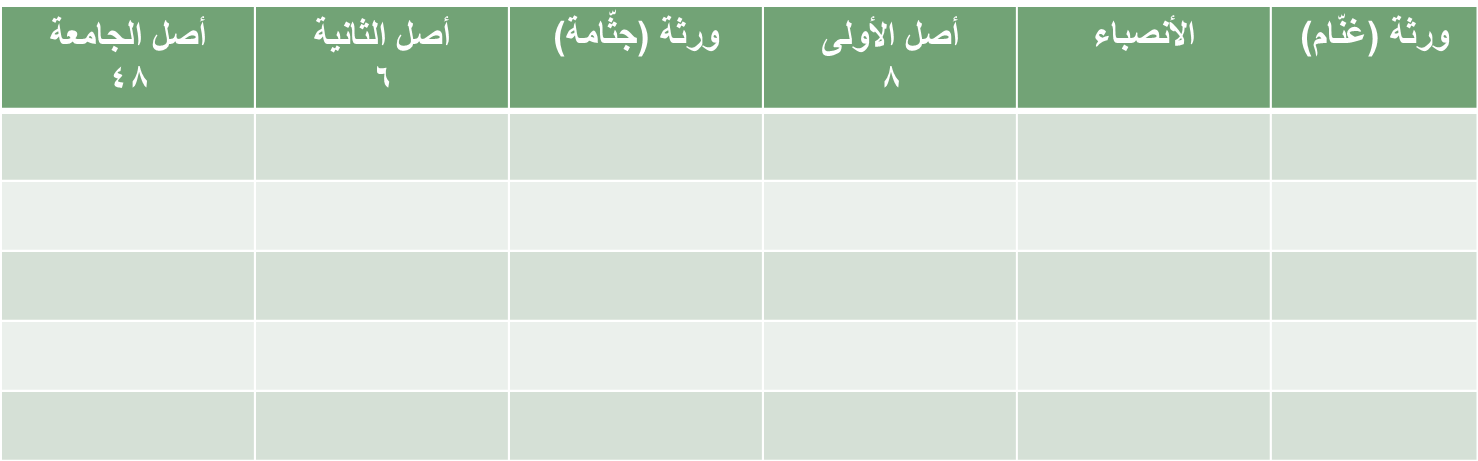 ورثة (غنّام)
الأنصباء
أصل الأولى
٨
ورثة (جثّامة)
أصل الثانية
٦
أصل الجامعة
٤٨